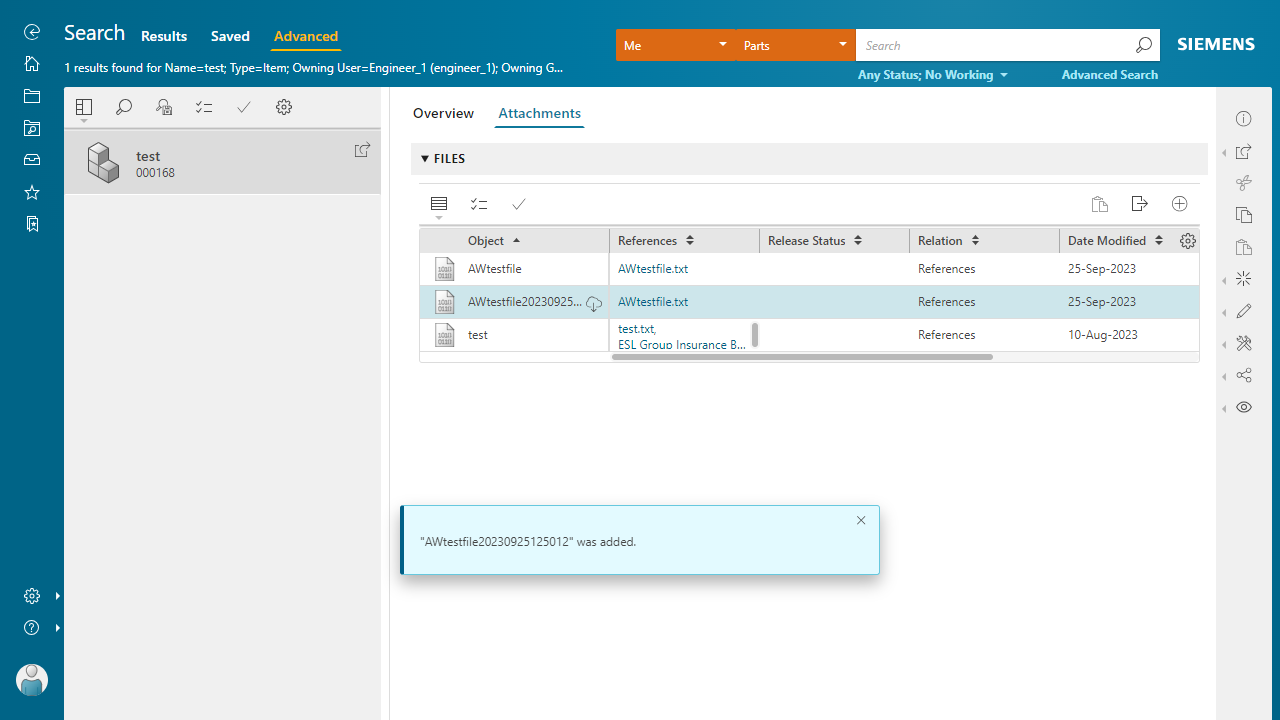 Search Results Saved Advanced
1 results found for Name=test; Type=Item; Owning User=Engineer_1 (engineer_1); Owning G...
Me Parts Search SIEMENS
Any Status; No Working Advanced Search
test
000168
Overview Attachments
FILES
Object References Release Status Relation Date Modified
AWtestfile AWtestfile.txt References 25-Sep-2023
AWtestfile20230925... AWtestfile.txt References 25-Sep-2023
test test.txt, References 10-Aug-2023
ESL Group Insurance B...
"AWtestfile20230925125012" was added.